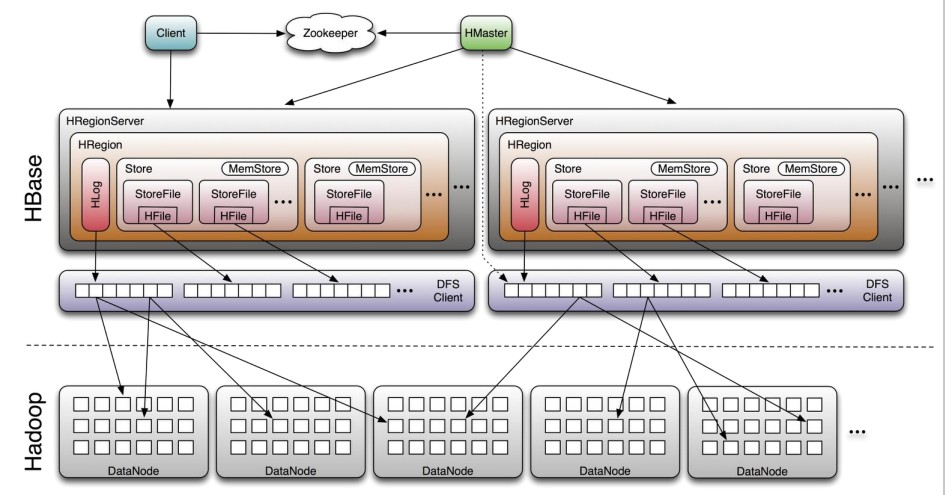 Client
Zookeeper
HMaster
HBase
HRegionServer
HRegion
HLog
Store
MemStore
StoreFile
HFile
StoreFile
HFile
...
Store
MemStore
StoreFile
HFile
...
...
HRegionServer
HRegion
HLog
Store
MemStore
StoreFile
HFile
StoreFile
HFile
...
Store
MemStore
StoreFile
HFile
...
...
...
...
DFS
Client
...
DFS
Client
Hadoop
DataNode
DataNode
DataNode
DataNode
DataNode
...